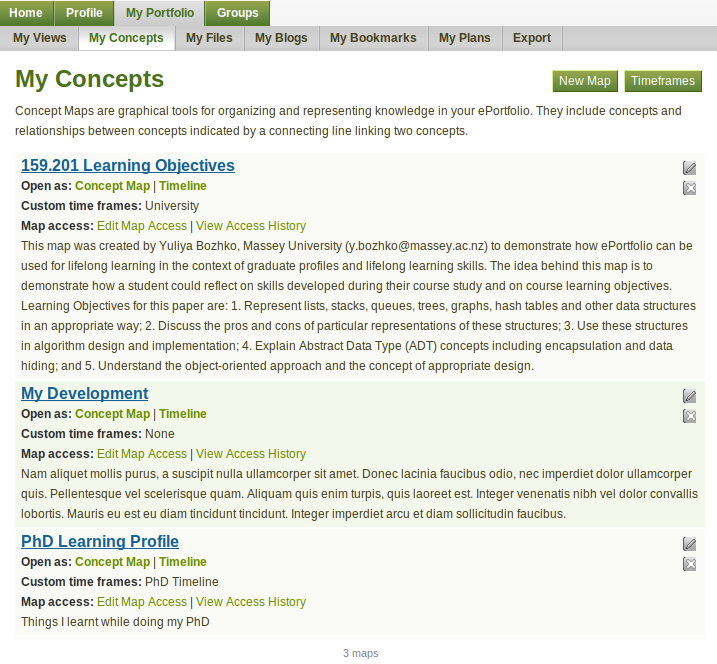 Home Profile My Portfolio Groups
My Views My Concepts My Files My Blogs My Bookmarks My Plans Export
My Concepts
New Map Timeframes
Concept Maps are graphical tools for organizing and representing knowledge in your ePortfolio. They include concepts and
relationships between concepts indicated by a connecting line linking two concepts.
159.201 Learning Objectives
Open as: Concept Map | Timeline
Custom time frames: University
Map access: Edit Map Access | View Access History
This map was created by Yuliya Bozhko, Massey University (y.bozhko@massey.ac.nz) to demonstrate how ePortfolio can be
used for lifelong learning in the context of graduate profiles and lifelong learning skills. The idea behind this map is to
demonstrate how a student could reflect on skills developed during their course study and on course learning objectives.
Learning Objectives for this paper are: 1. Represent lists, stacks, queues, trees, graphs, hash tables and other data structures
in an appropriate way; 2. Discuss the pros and cons of particular representations of these structures; 3. Use these structures
in algorithm design and implementation; 4. Explain Abstract Data Type (ADT) concepts including encapsulation and data
hiding; and 5. Understand the object-oriented approach and the concept of appropriate design.
My Development
Open as: Concept Map | Timeline
Custom time frames: None
Map access: Edit Map Access | View Access History
Nam aliquet mollis purus, a suscipit nulla ullamcorper sit amet. Donec lacinia faucibus odio, nec imperdiet dolor ullamcorper
quis. Pellentesque vel scelerisque quam. Aliquam quis enim turpis, quis laoreet est. Integer venenatis nibh vel dolor convallis
lobortis. Mauris eu est eu diam tincidunt tincidunt. Integer imperdiet arcu et diam sollicitudin faucibus.
PhD Learning Profile
Open as: Concept Map | Timeline
Custom time frames: PhD Timeline
Map access: Edit Map Access | View Access History
Things I learnt while doing my PhD
3 maps